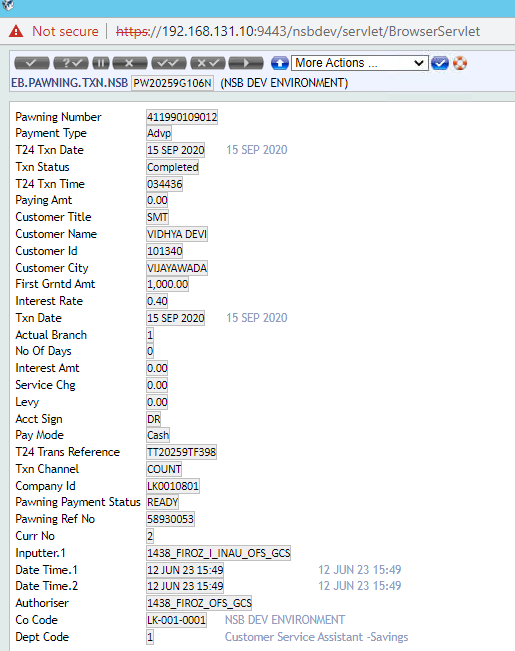 Not secure | https://192.168.131.10:9443/nsbdev/servlet/BrowserServlet
More Actions ...
EB.PAWNING.TXN.NSB PW20259G106N (NSB DEV ENVIRONMENT)
Pawning Number 411990109012
Payment Type Advp
T24 Txn Date 15 SEP 2020 15 SEP 2020
Txn Status Completed
T24 Txn Time 034436
Paying Amt 0.00
Customer Title SMT
Customer Name VIDHYA DEVI
Customer Id 101340
Customer City VIJAYAWADA
First Grntd Amt 1,000.00
Interest Rate 0.40
Txn Date 15 SEP 2020 15 SEP 2020
Actual Branch 1
No Of Days 0
Interest Amt 0.00
Service Chg 0.00
Levy 0.00
Acct Sign DR
Pay Mode Cash
T24 Trans Reference TT20259TF398
Txn Channel COUNT
Company Id LK0010801
Pawning Payment Status READY
Pawning Ref No 58930053
Curr No 2
Inputter.1 1438_FIROZ_I_INAU_OFS_GCS
Date Time.1 12 JUN 23 15:49 12 JUN 23 15:49
Date Time.2 12 JUN 23 15:49 12 JUN 23 15:49
Authoriser 1438_FIROZ_OFS_GCS
Co Code LK-001-0001 NSB DEV ENVIRONMENT
Dept Code 1 Customer Service Assistant -Savings